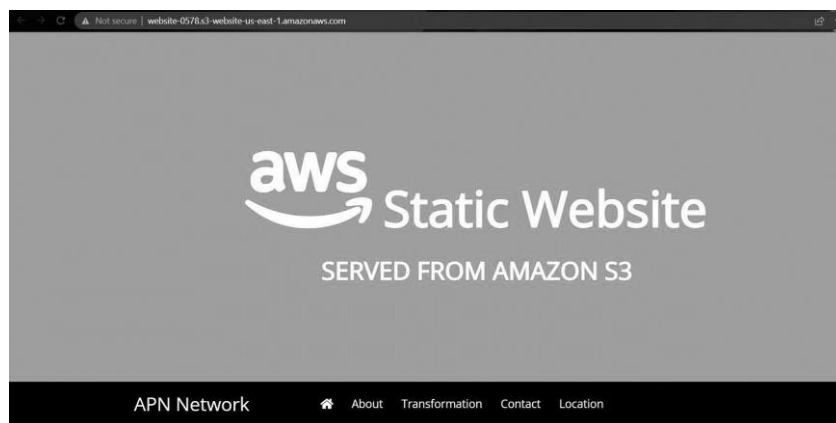 Not secure | website-0578.s3-website-us-east-1.amazonaws.com
aws
Static Website
SERVED FROM AMAZON S3
APN Network About Transformation Contact Location